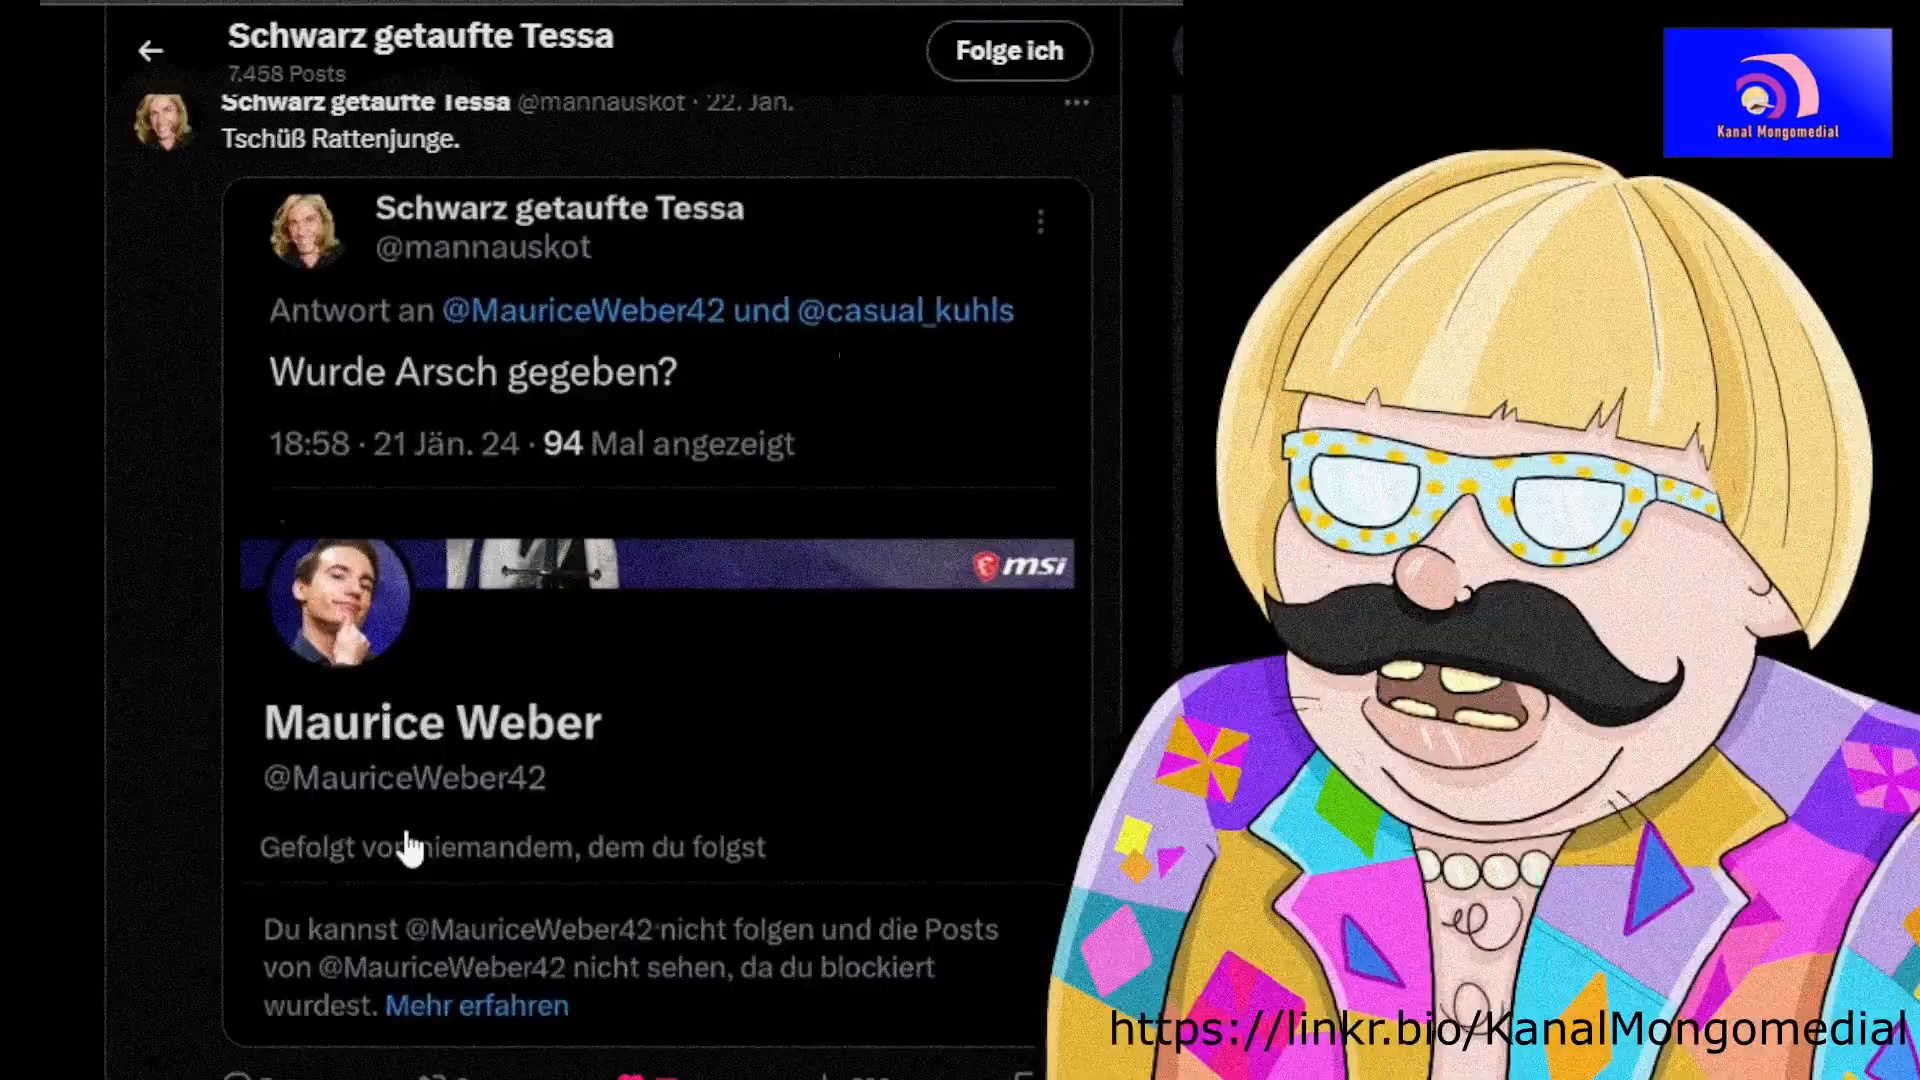 Schwarz getaufte Tessa
7.458 Posts
Folge ich
Schwarz getaufte Tessa @mannauskot · 22. Jan.
Tschüß Rattenjunge.
Schwarz getaufte Tessa
@mannauskot
Antwort an @MauriceWeber42 und @casual_kuhls
Wurde Arsch gegeben?
18:58 · 21 Jän. 24 · 94 Mal angezeigt
msi
Maurice Weber
@MauriceWeber42
Gefolgt von niemandem, dem du folgst
Du kannst @MauriceWeber42 nicht folgen und die Posts
von @MauriceWeber42 nicht sehen, da du blockiert
wurdest. Mehr erfahren
Kanal Mongomedial
https://linkr.bio/KanalMongomedial